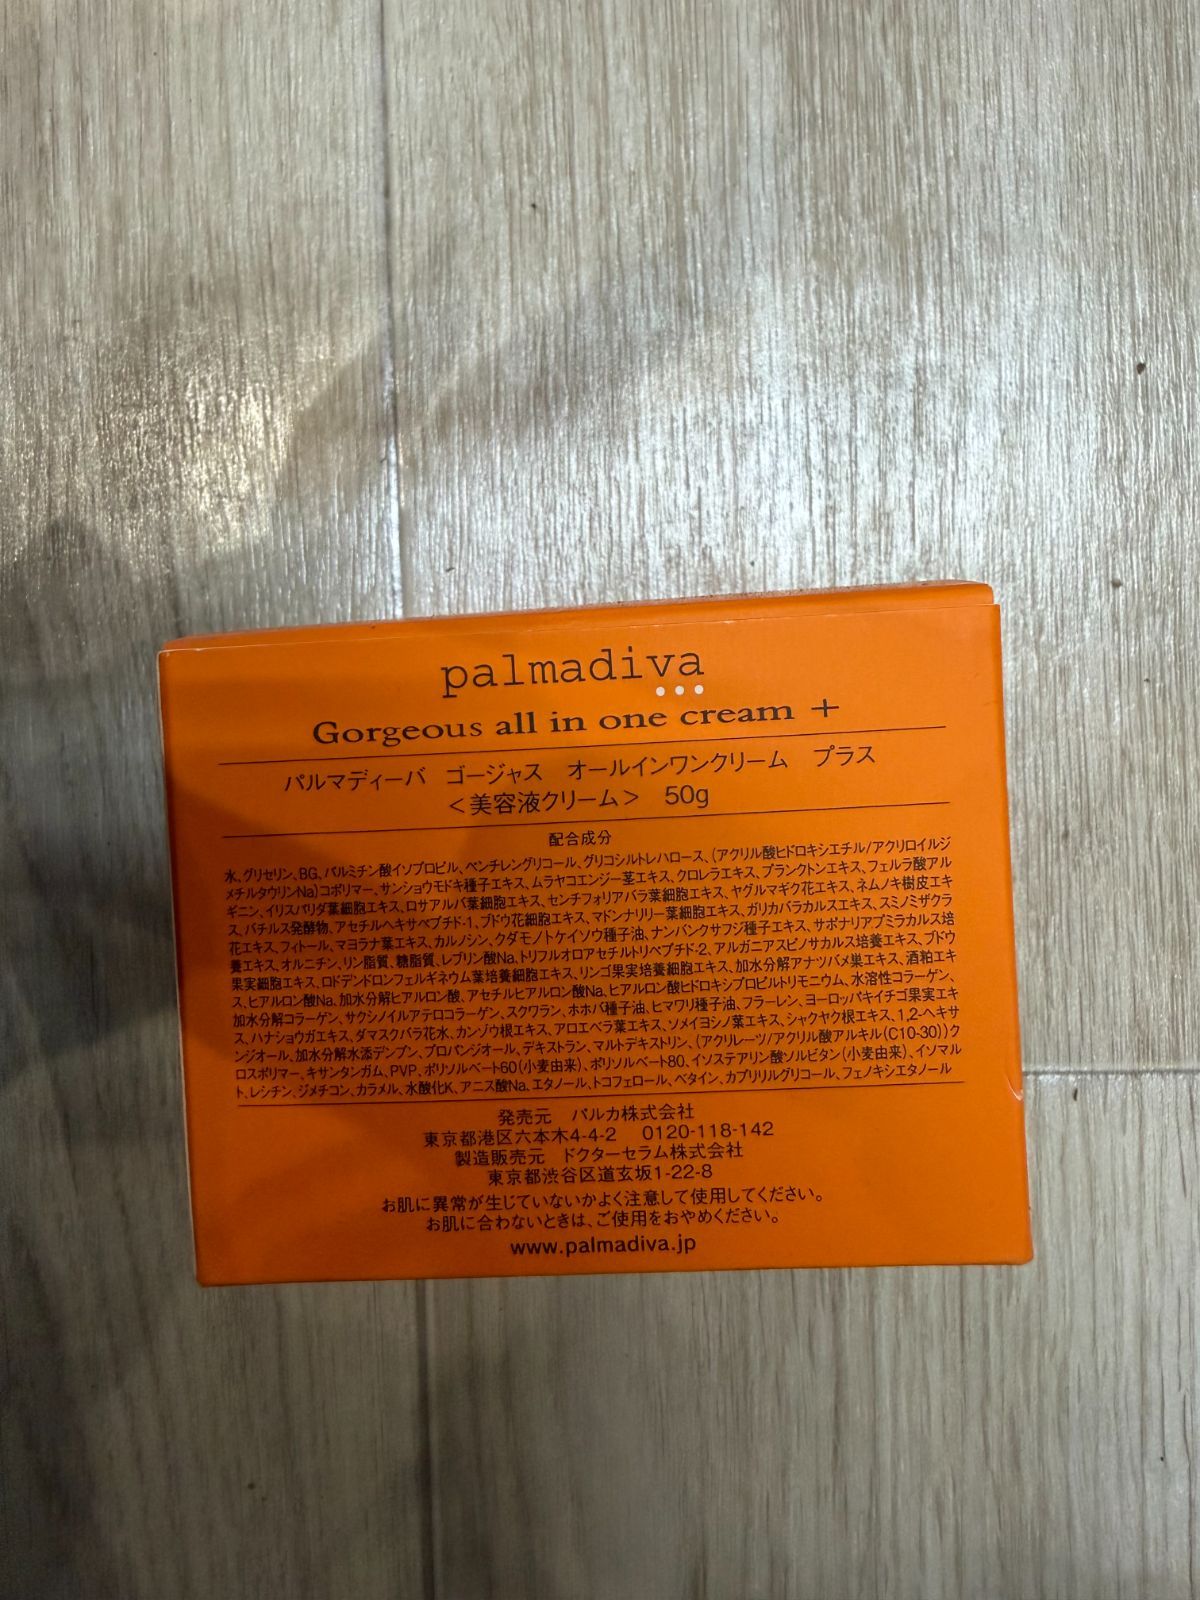 palmadiva
Gorgeous all in one cream +
パルマディーバ　ゴージャス　オールインワンクリーム　プラス
＜美容液クリーム＞　50g
配合成分
水、グリセリン、BG、パルミチン酸イソプロピル、ペンチレングリコール、グリコシルトレハロース、(アクリル酸ヒドロキシエチル/アクリロイルジ
メチルタウリンNa)コポリマー、サンショウモドキ種子エキス、ムラヤコエンジー茎エキス、クロレラエキス、プランクトンエキス、フェルラ酸アル
ギニン、イリスパリダ葉細胞エキス、ロサアルバ葉細胞エキス、センチフォリアバラ葉細胞エキス、ヤグルマギク花エキス、ネムノキ樹皮エキ
ス、バチルス発酵物、アセチルヘキサペプチド-1、ブドウ花細胞エキス、マドンナリリー葉細胞エキス、ガリカバラカルスエキス、スミノミザクラ
花エキス、フィトール、マヨラナ葉エキス、カルノシン、クダモノトケイソウ種子油、ナンバンクサフジ種子エキス、サポナリアプミラカルス培
養エキス、オルニチン、リン脂質、糖脂質、レブリン酸Na、トリフルオロアセチルトリペプチド-2、アルガニアスピノサカルス培養エキス、ブドウ
果実細胞エキス、ロドデンドロンフェルギネウム葉培養細胞エキス、リンゴ果実培養細胞エキス、加水分解アナツバメ巣エキス、酒粕エキ
ス、ヒアルロン酸Na、加水分解ヒアルロン酸、アセチルヒアルロン酸Na、ヒアルロン酸ヒドロキシプロピルトリモニウム、水溶性コラーゲン、
加水分解コラーゲン、サクシノイルアテロコラーゲン、スクワラン、ホホバ種子油、ヒマワリ種子油、フラーレン、ヨーロッパキイチゴ果実エキ
ス、ハナショウガエキス、ダマスクバラ花水、カンゾウ根エキス、アロエベラ葉エキス、ソメイヨシノ葉エキス、シャクヤク根エキス、1,2-ヘキサ
ンジオール、加水分解水添デンプン、プロパンジオール、デキストラン、マルトデキストリン、(アクリレーツ/アクリル酸アルキル(C10-30))ク
ロスポリマー、キサンタンガム、PVP、ポリソルベート60(小麦由来)、ポリソルベート80、イソステアリン酸ソルビタン(小麦由来)、イソマル
ト、レシチン、ジメチコン、カラメル、水酸化K、アニス酸Na、エタノール、トコフェロール、ベタイン、カプリリルグリコール、フェノキシエタノール
発売元　パルカ株式会社
東京都港区六本木4-4-2　0120-118-142
製造販売元　ドクターセラム株式会社
東京都渋谷区道玄坂1-22-8
お肌に異常が生じていないかよく注意して使用してください。
お肌に合わないときは、ご使用をおやめください。
www.palmadiva.jp